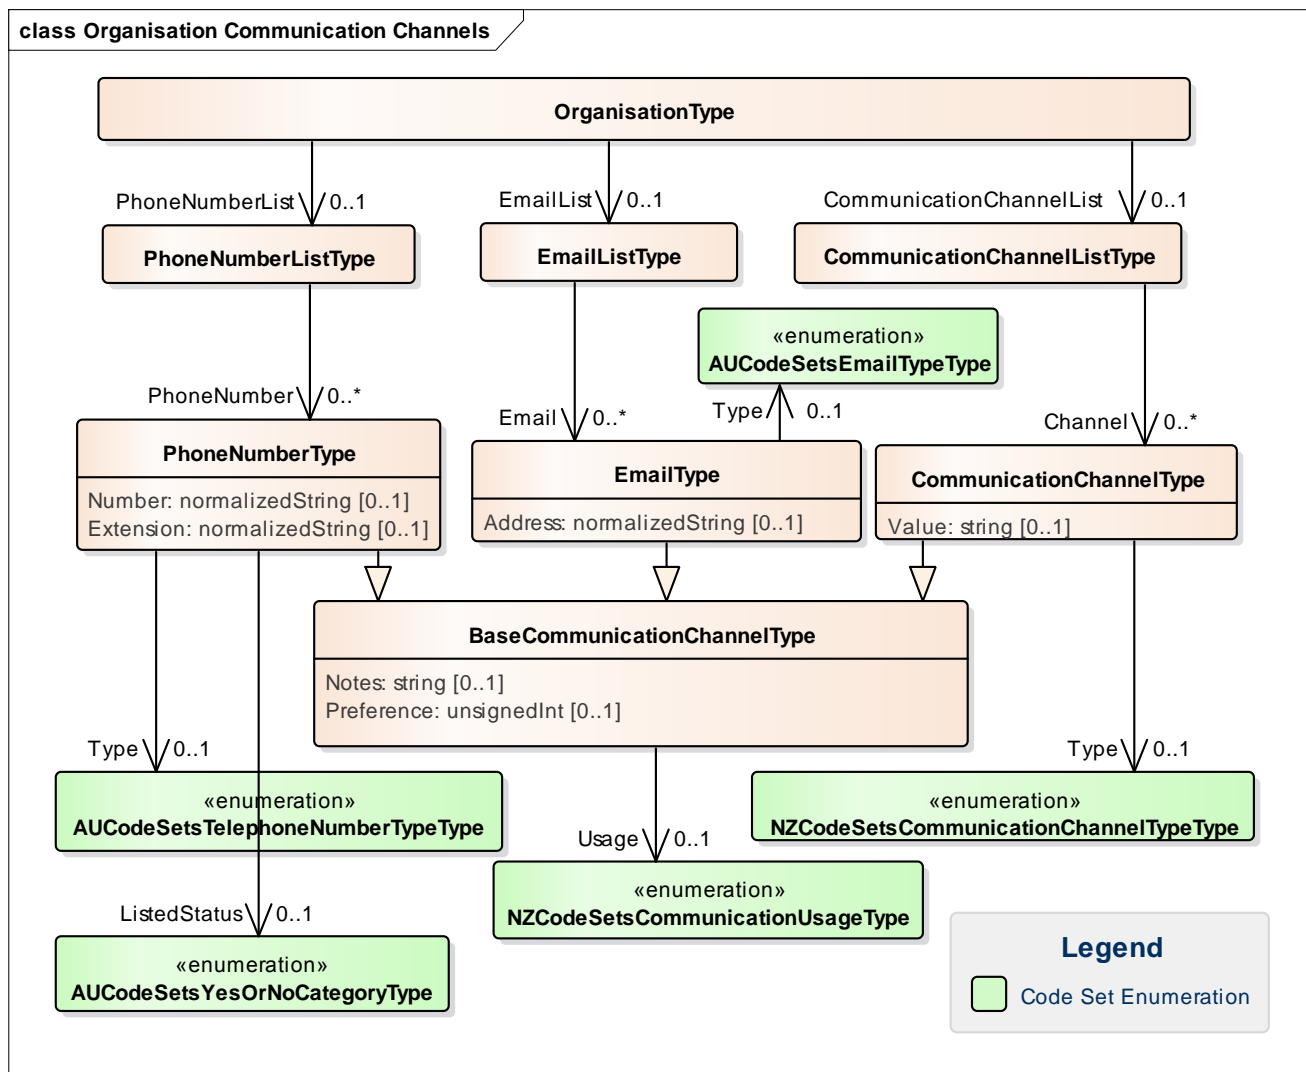 class Organisation Communication Channels
OrganisationType
PhoneNumberList 0..1
EmailList 0..1
CommunicationChannelList 0..1
PhoneNumberListType
EmailListType
CommunicationChannelListType
«enumeration»
AUCodeSetsEmailTypeType
PhoneNumber 0..*
Email 0..*
Type 0..1
Channel 0..*
PhoneNumberType
Number: normalizedString [0..1]
Extension: normalizedString [0..1]
EmailType
Address: normalizedString [0..1]
CommunicationChannelType
Value: string [0..1]
BaseCommunicationChannelType
Notes: string [0..1]
Preference: unsignedInt [0..1]
Type 0..1
Type 0..1
«enumeration»
AUCodeSetsTelephoneNumberTypeType
«enumeration»
NZCodeSetsCommunicationChannelTypeType
Usage 0..1
«enumeration»
NZCodeSetsCommunicationUsageType
ListedStatus 0..1
«enumeration»
AUCodeSetsYesOrNoCategoryType
Legend
Code Set Enumeration